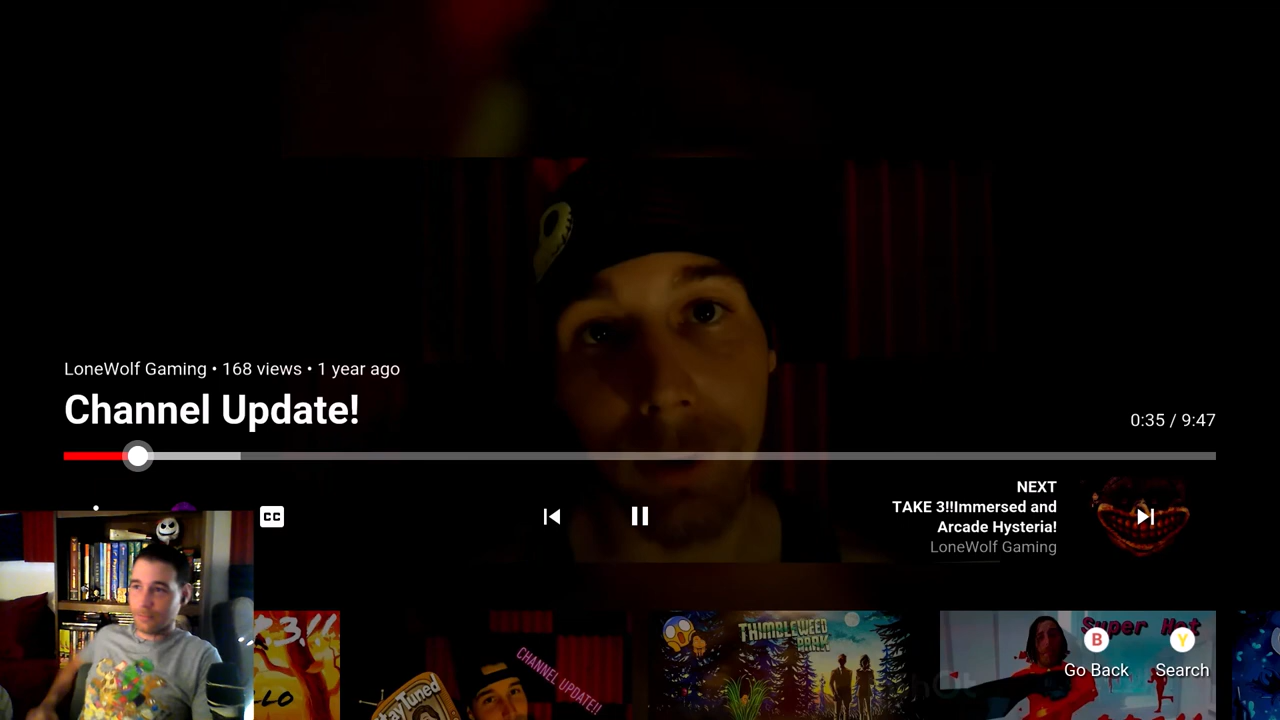 LoneWolf Gaming • 168 views • 1 year ago
Channel Update!
0:35 / 9:47
NEXT
TAKE 3!!Immersed and
Arcade Hysteria!
LoneWolf Gaming
CC
StayTuned
CHANNEL UPDATE!!
THIMBLEWEED
PARK
Super Hot
B
Y
Go Back
Search